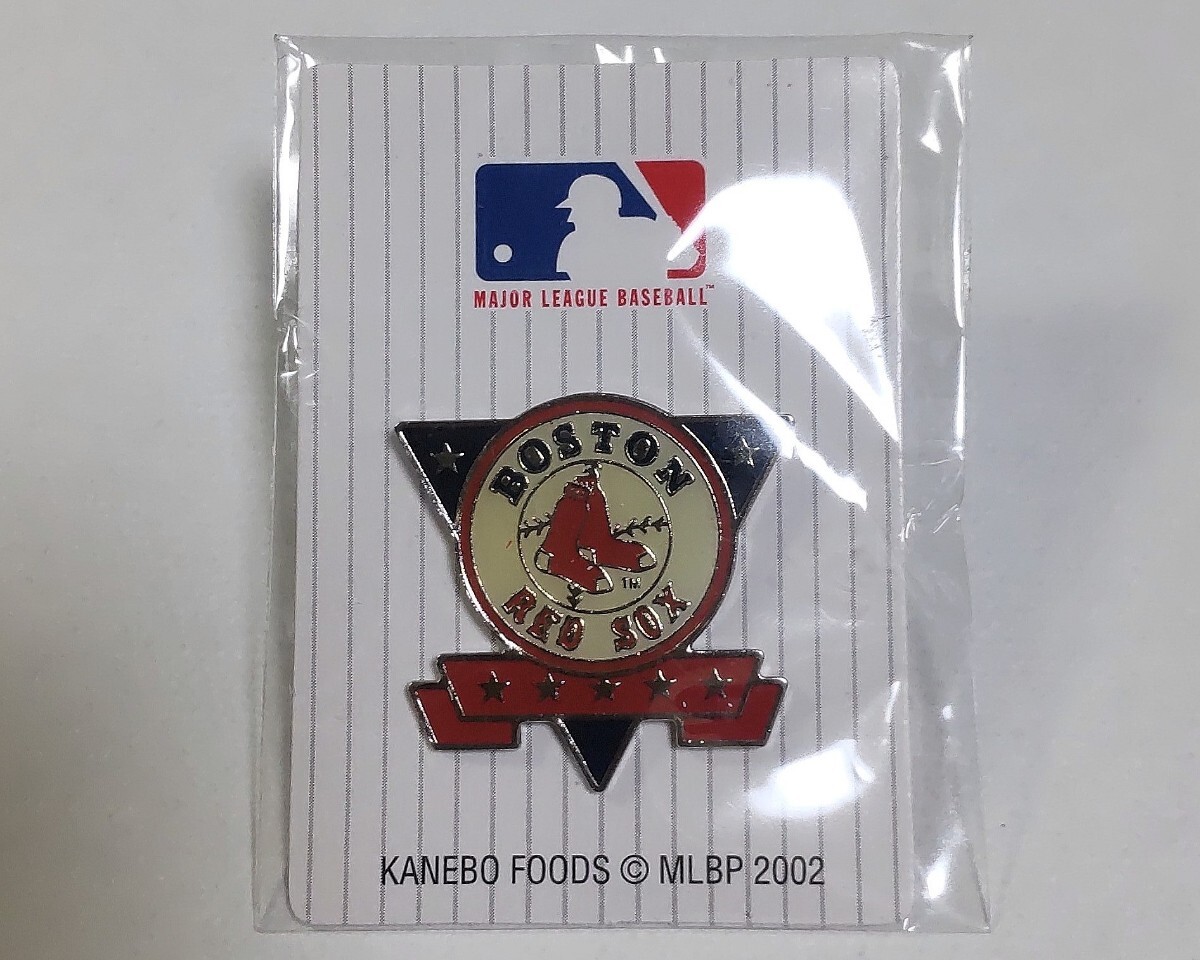 MAJOR LEAGUE BASEBALL™
BOSTON
TM
RED SOX
KANEBO FOODS © MLBP 2002